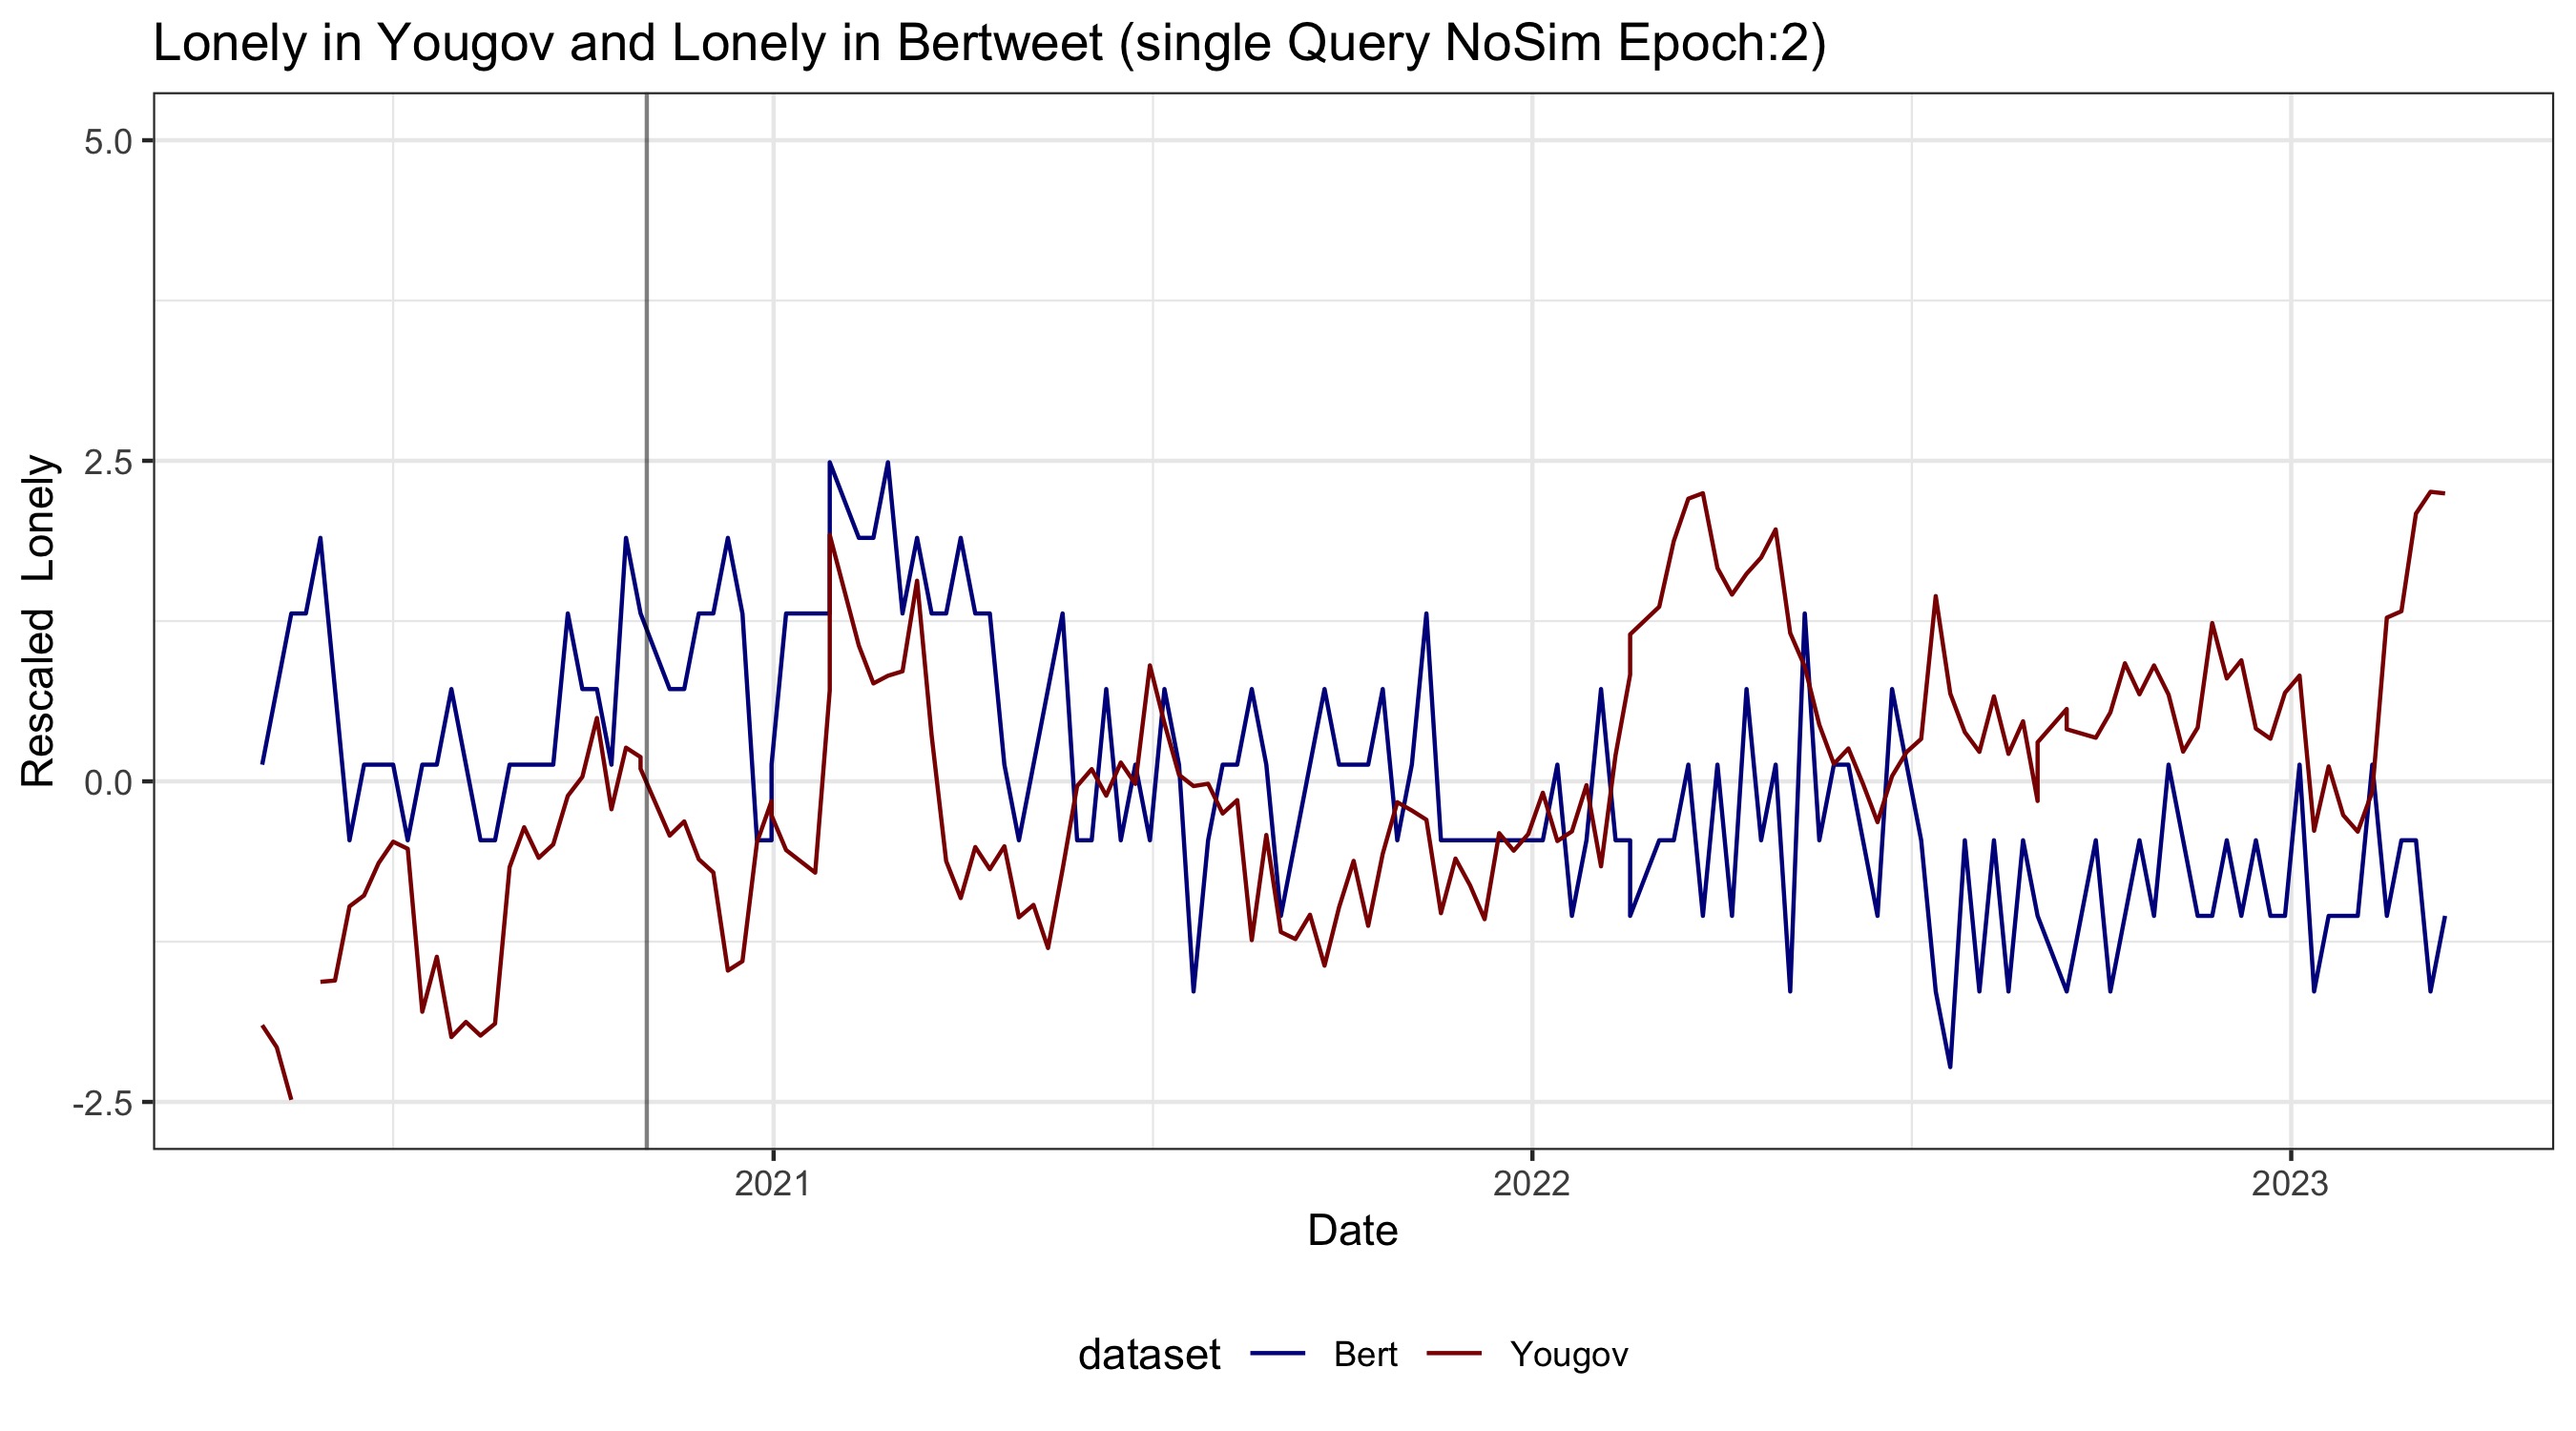 Lonely in Yougov and Lonely in Bertweet (single Query NoSim Epoch:2)
Rescaled Lonely
5.0
2.5
0.0
-2.5
2021
2022
2023
Date
dataset
Bert
Yougov